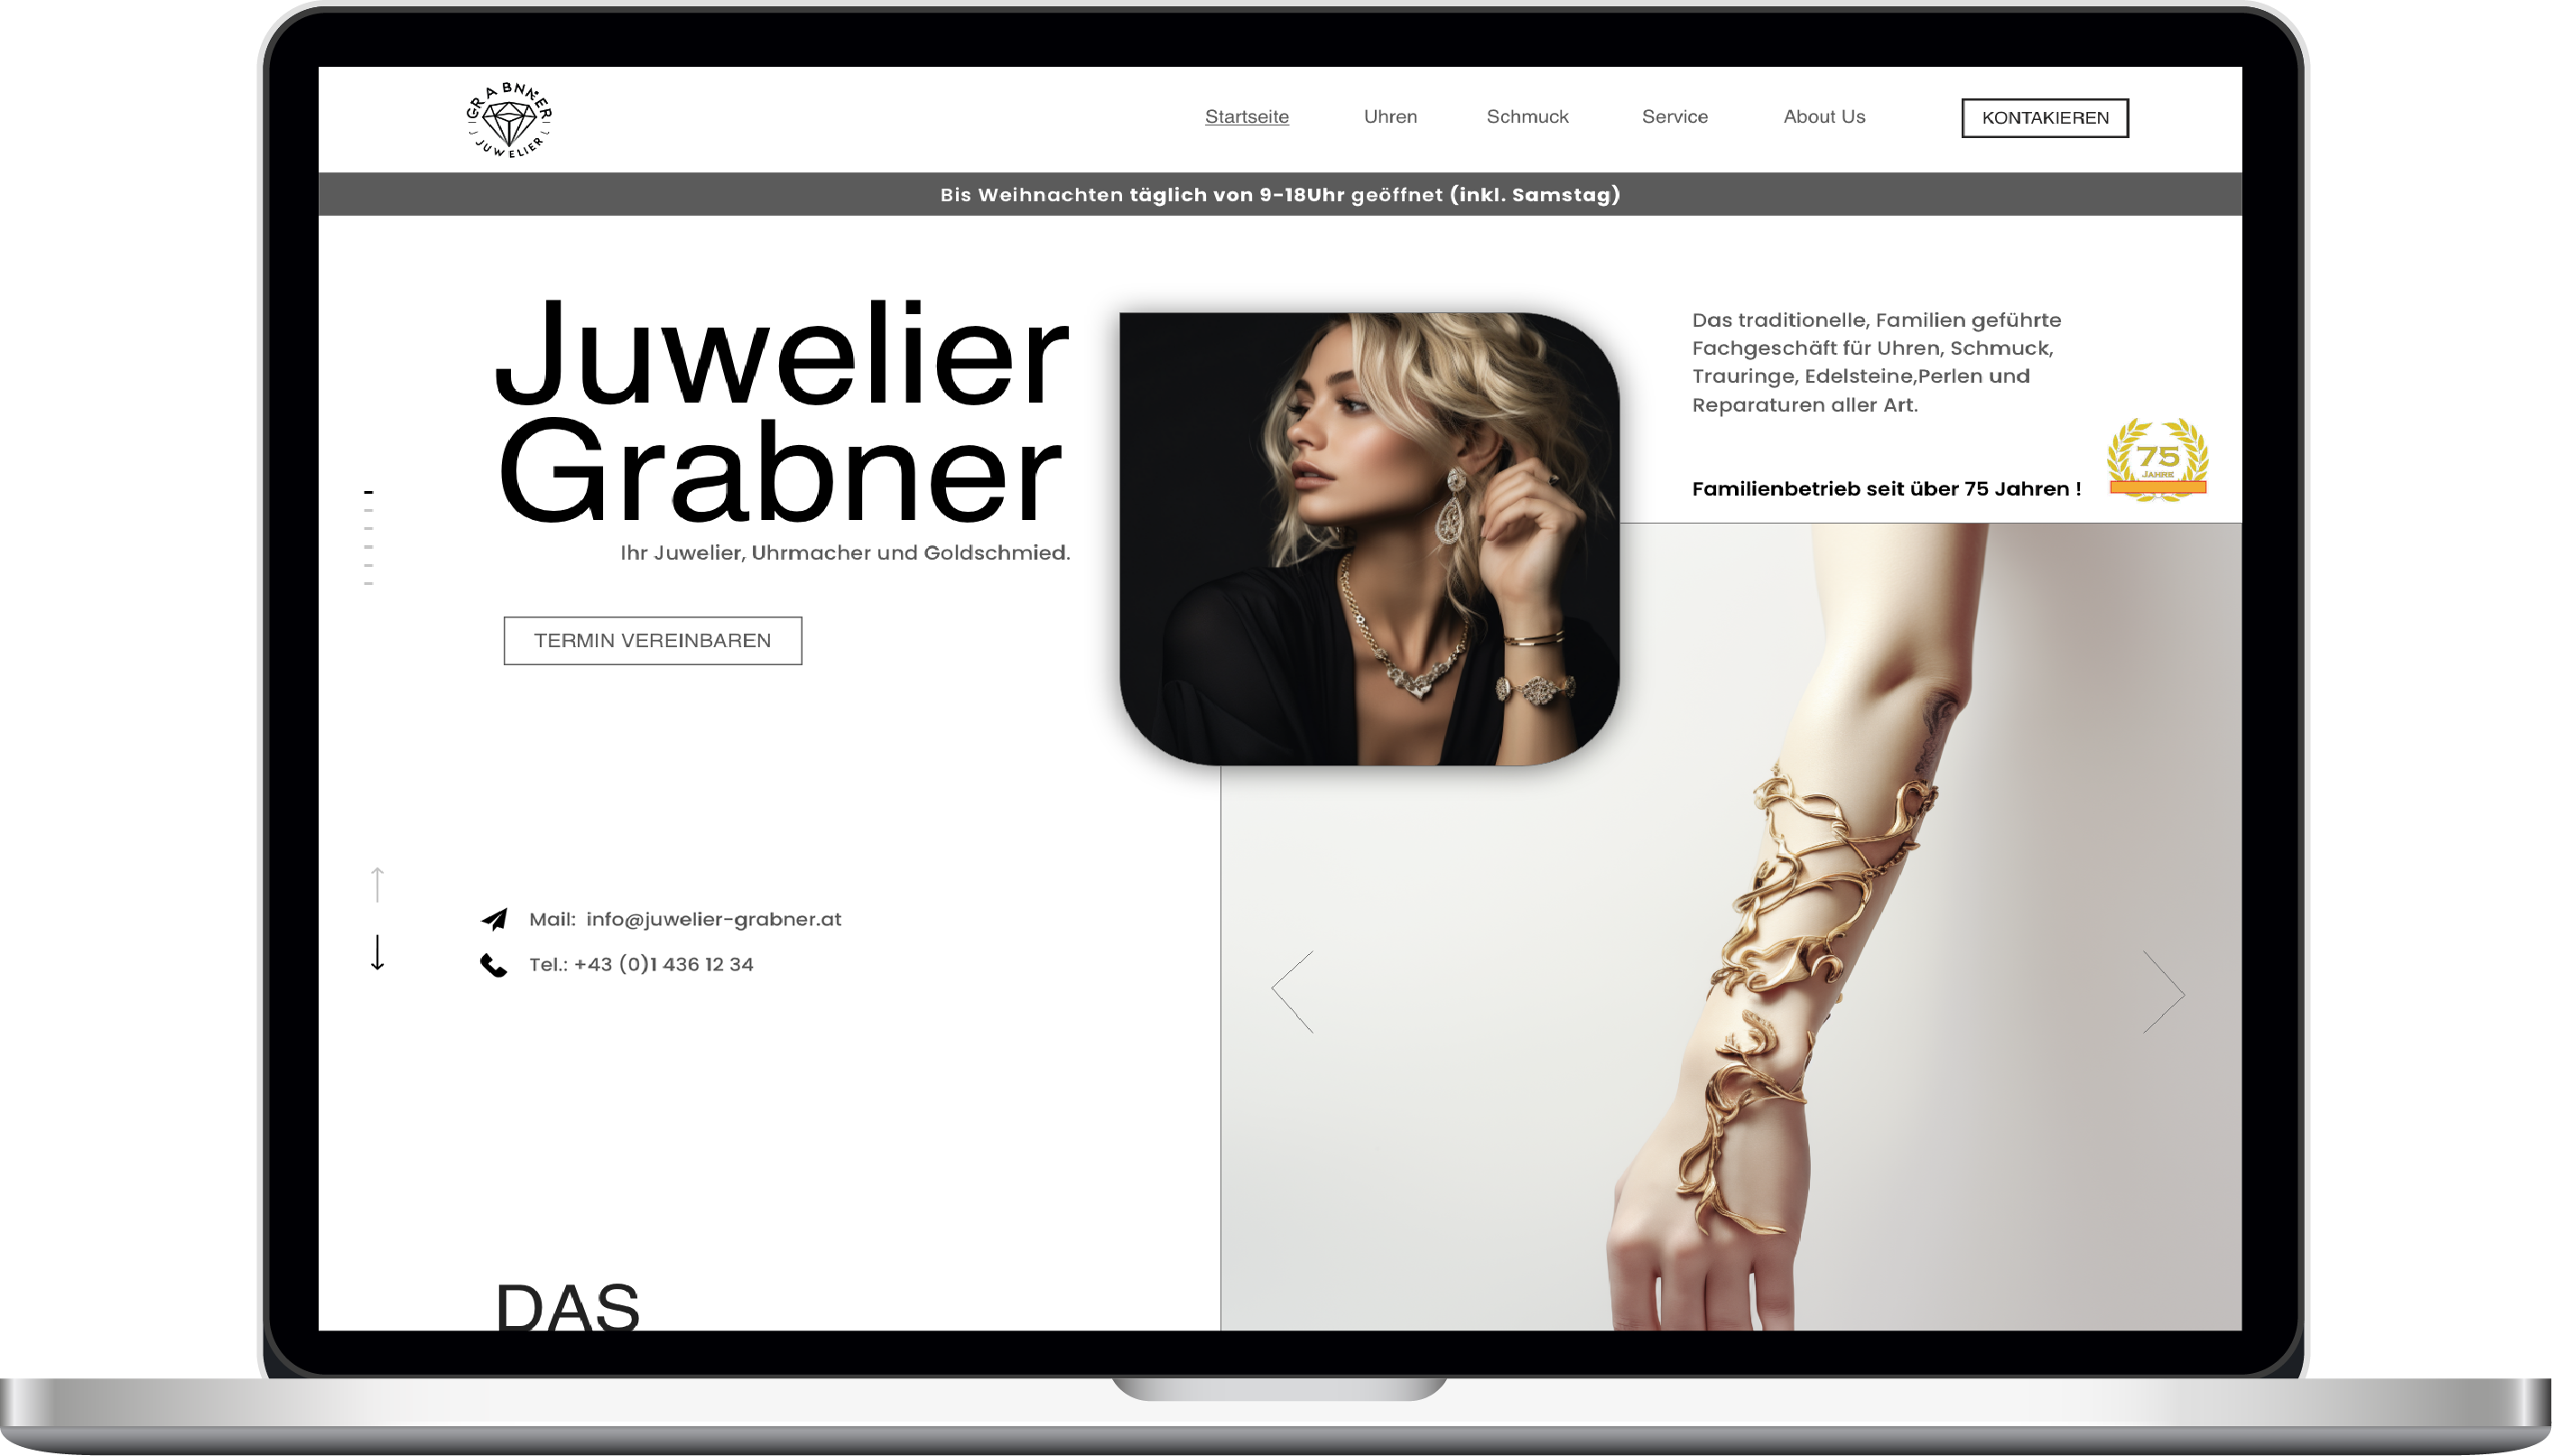 GRABNER
JUWELIER
Startseite Uhren Schmuck Service About Us KONTAKIEREN
Bis Weihnachten täglich von 9-18Uhr geöffnet (inkl. Samstag)
Juwelier
Grabner
Ihr Juwelier, Uhrmacher und Goldschmied.
TERMIN VEREINBAREN
Das traditionelle, Familien geführte
Fachgeschäft für Uhren, Schmuck,
Trauringe, Edelsteine,Perlen und
Reparaturen aller Art.
75
JAHRE
Familienbetrieb seit über 75 Jahren !
Mail: info@juwelier-grabner.at
Tel.: +43 (0)1 436 12 34
DAS